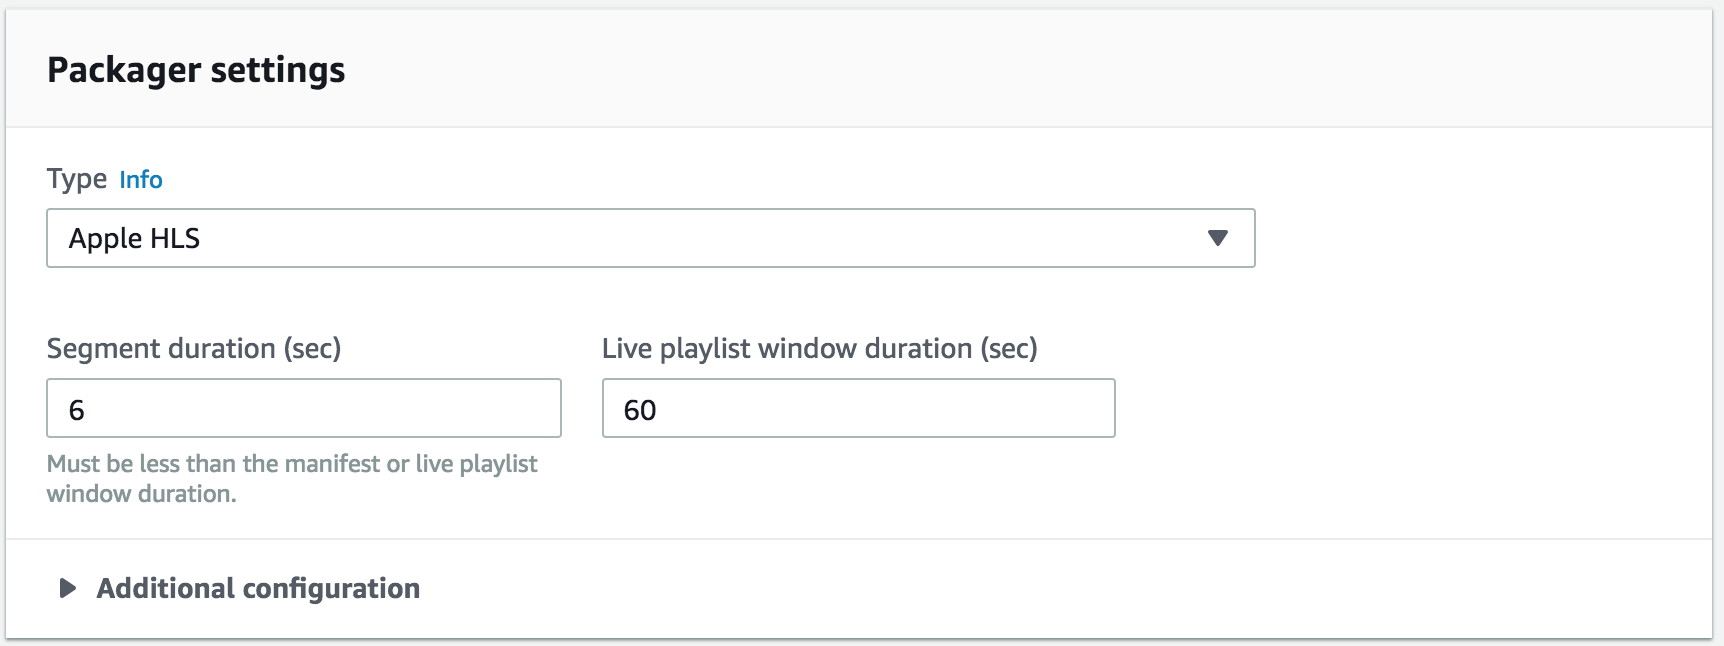 Packager settings
Type Info
Apple HLS
Segment duration (sec)
Live playlist window duration (sec)
6
60
Must be less than the manifest or live playlist
window duration.
Additional configuration